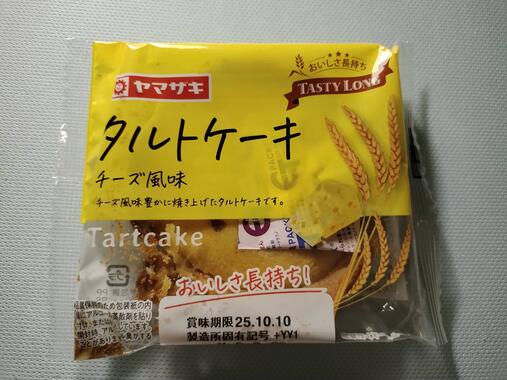 ヤマザキ
おいしさ長持ち
TASTY LONG
タルトケーキ
チーズ風味
チーズ風味豊かに焼き上げたタルトケーキです。
Tartcake
おいしさ長持ち!
賞味期限 25.10.10
製造所固有記号 +YY1